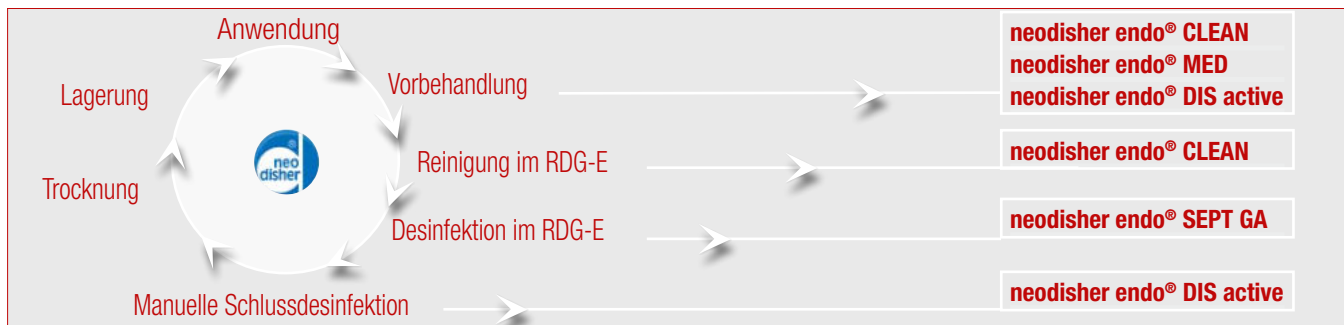 Anwendung
Vorbehandlung
Reinigung im RDG-E
Desinfektion im RDG-E
Manuelle Schlussdesinfektion
Trocknung
Lagerung
neo
disher
neodisher endo® CLEAN
neodisher endo® MED
neodisher endo® DIS active
neodisher endo® CLEAN
neodisher endo® SEPT GA
neodisher endo® DIS active